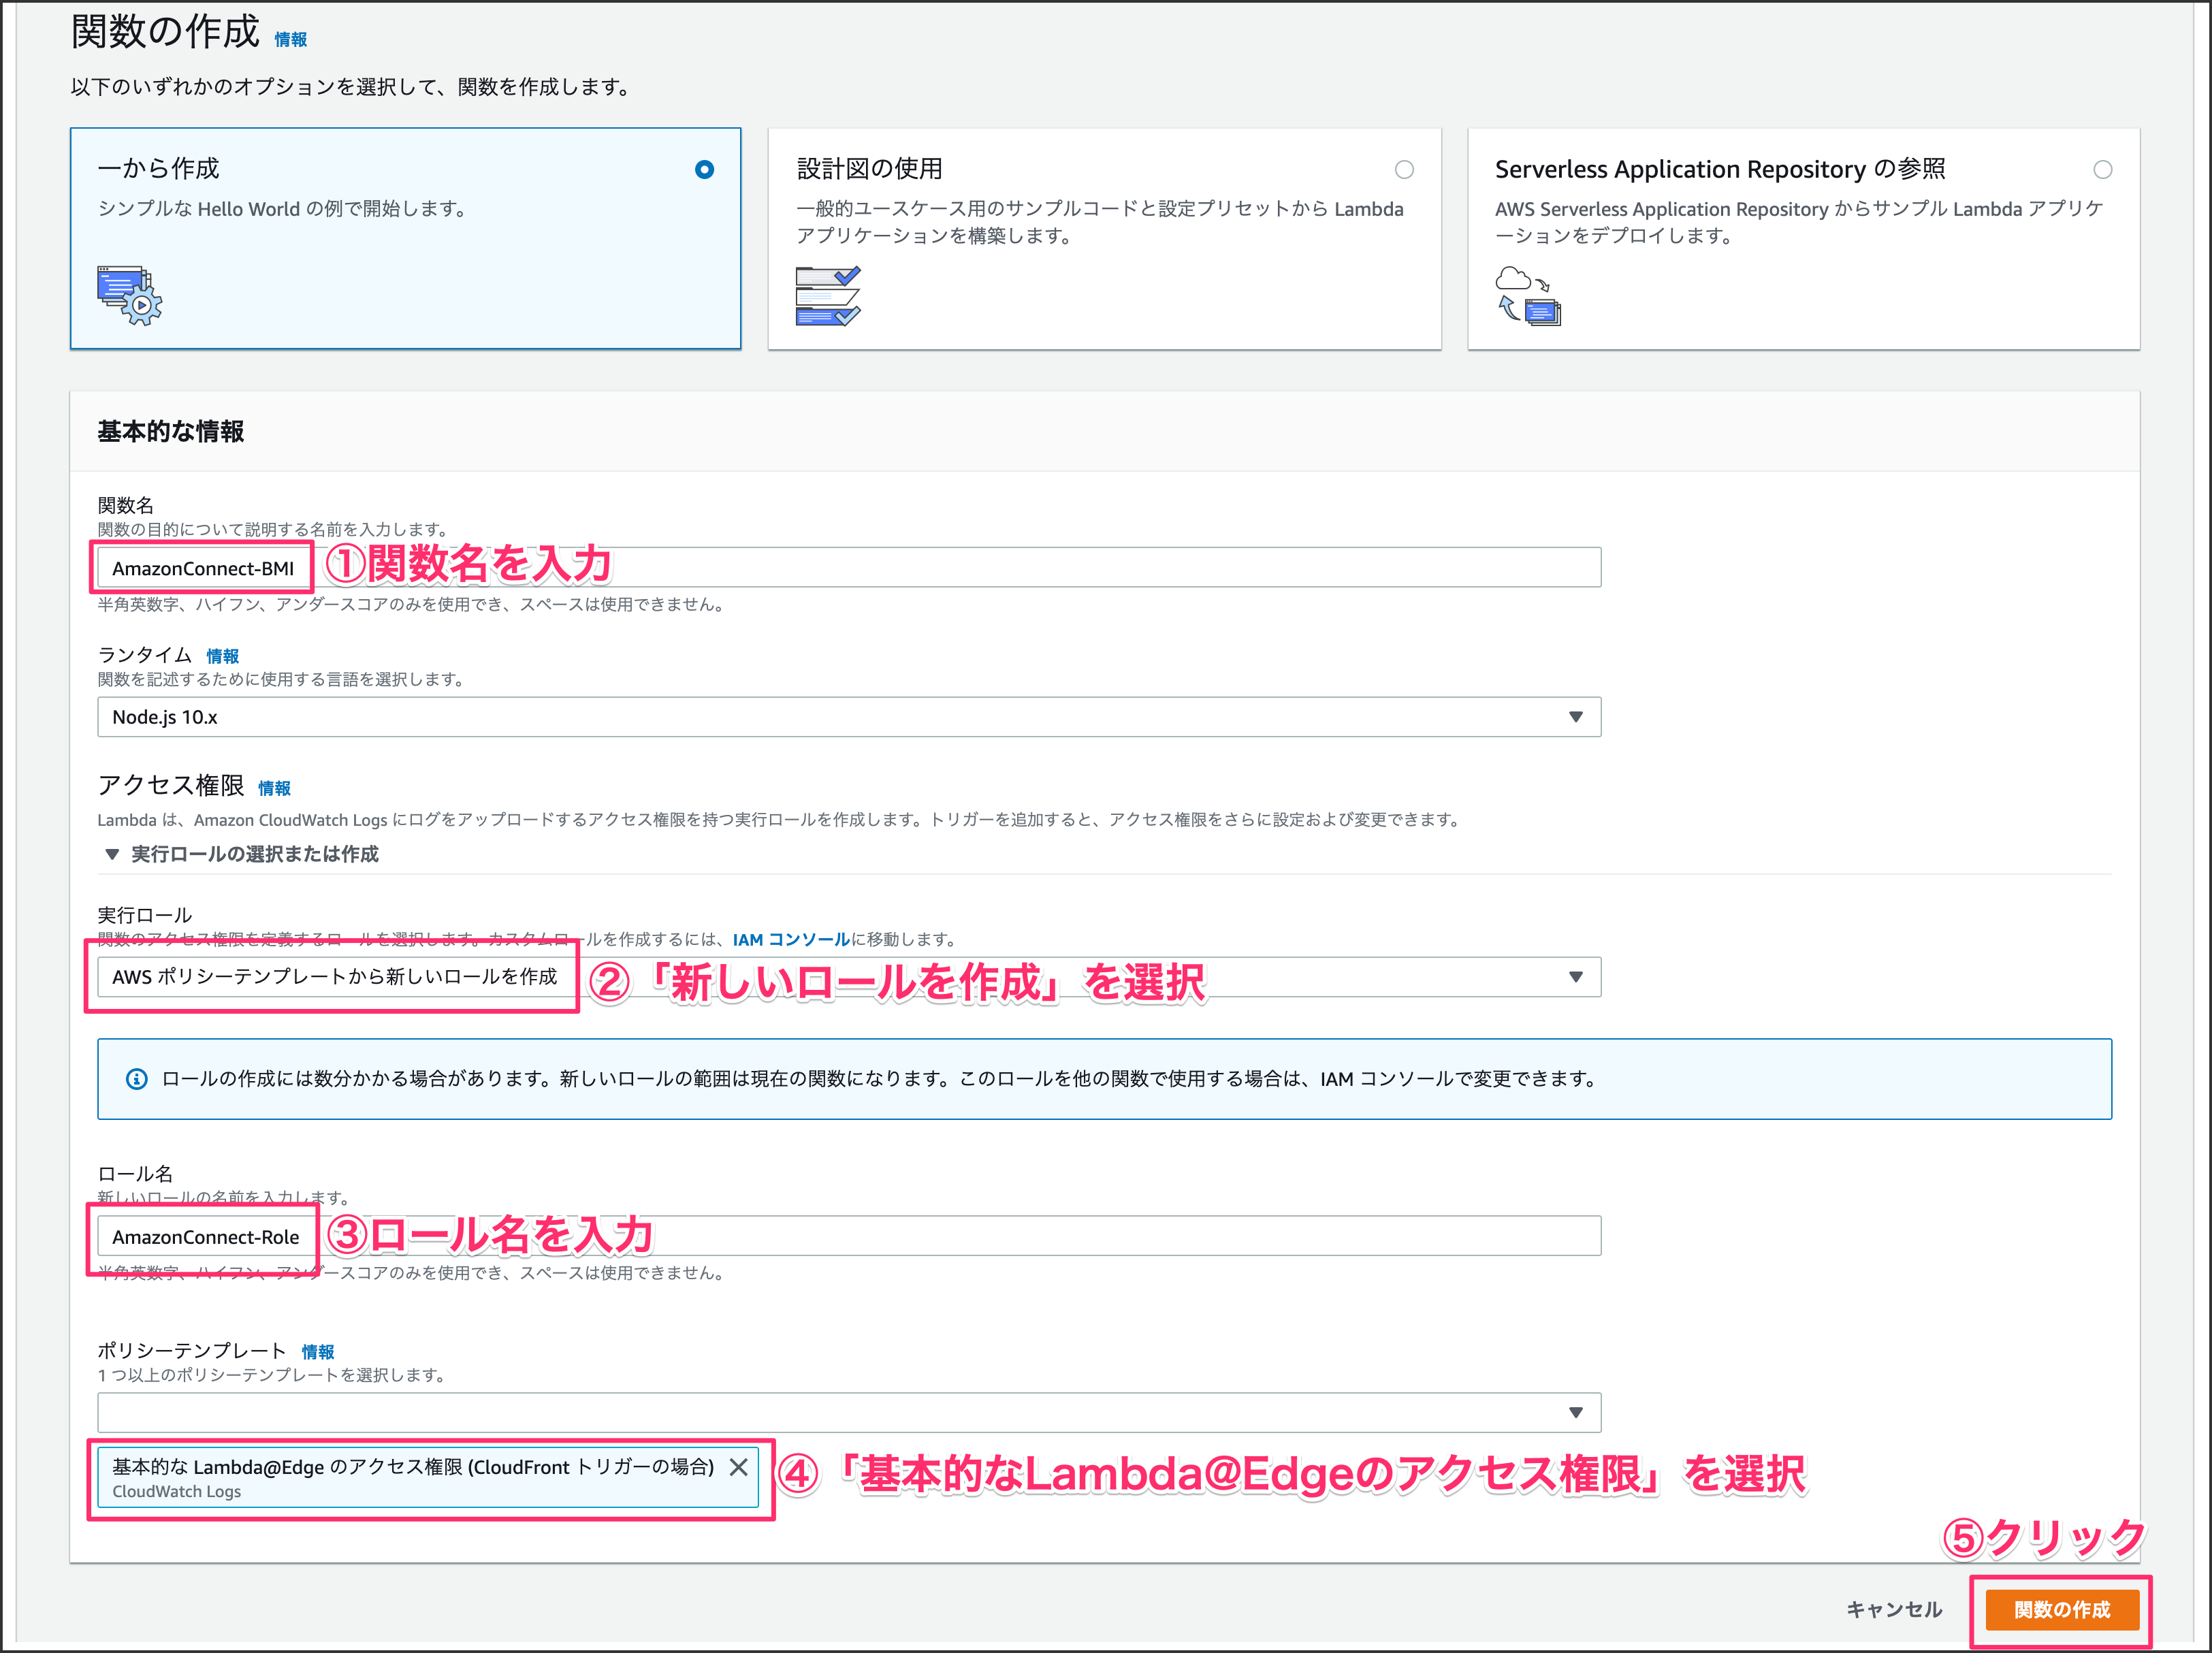 関数の作成 情報
以下のいずれかのオプションを選択して、関数を作成します。
一から作成
シンプルな Hello World の例で開始します。
設計図の使用
一般的ユースケース用のサンプルコードと設定プリセットから Lambda
アプリケーションを構築します。
Serverless Application Repository の参照
AWS Serverless Application Repository からサンプル Lambda アプリケ
ーションをデプロイします。
基本的な情報
関数名
関数の目的について説明する名前を入力します。
AmazonConnect-BMI
①関数名を入力
半角英数字、ハイフン、アンダースコアのみを使用でき、スペースは使用できません。
ランタイム 情報
関数を記述するために使用する言語を選択します。
Node.js 10.x
アクセス権限 情報
Lambda は、Amazon CloudWatch Logs にログをアップロードするアクセス権限を持つ実行ロールを作成します。トリガーを追加すると、アクセス権限をさらに設定および変更できます。
▼ 実行ロールの選択または作成
実行ロール
関数のアクセス権限を定義するロールを選択します。カスタムロールを作成するには、IAM コンソールに移動します。
AWS ポリシーテンプレートから新しいロールを作成
②「新しいロールを作成」を選択
ロールの作成には数分かかる場合があります。新しいロールの範囲は現在の関数になります。このロールを他の関数で使用する場合は、IAM コンソールで変更できます。
ロール名
新しいロールの名前を入力します。
AmazonConnect-Role
③ロール名を入力
半角英数字、ハイフン、アンダースコアのみを使用でき、スペースは使用できません。
ポリシーテンプレート 情報
1 つ以上のポリシーテンプレートを選択します。
基本的な Lambda@Edge のアクセス権限 (CloudFront トリガーの場合)
CloudWatch Logs
④「基本的なLambda@Edgeのアクセス権限」を選択
⑤クリック
キャンセル
関数の作成